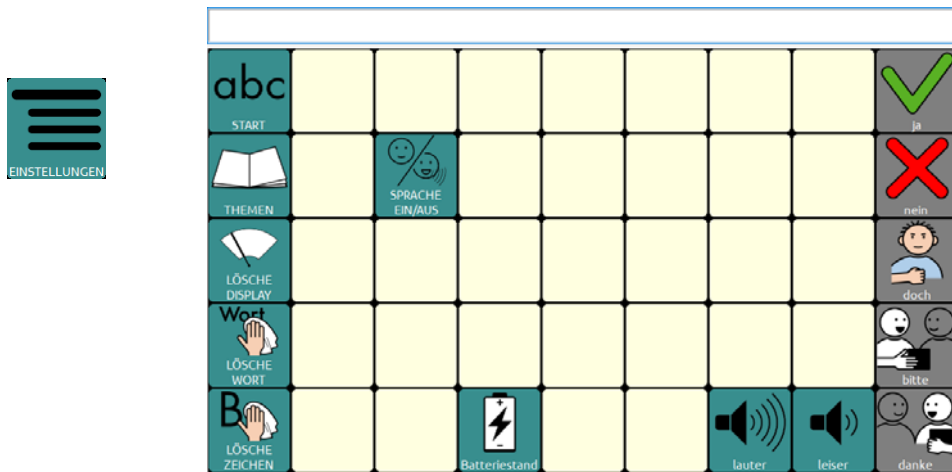 EINSTELLUNGEN
abc
START
ja
THEMEN
SPRACHE
EIN/AUS
nein
LÖSCHE
DISPLAY
doch
Wort
LÖSCHE
WORT
bitte
B
LÖSCHE
ZEICHEN
Batteriestand
lauter
leiser
danke